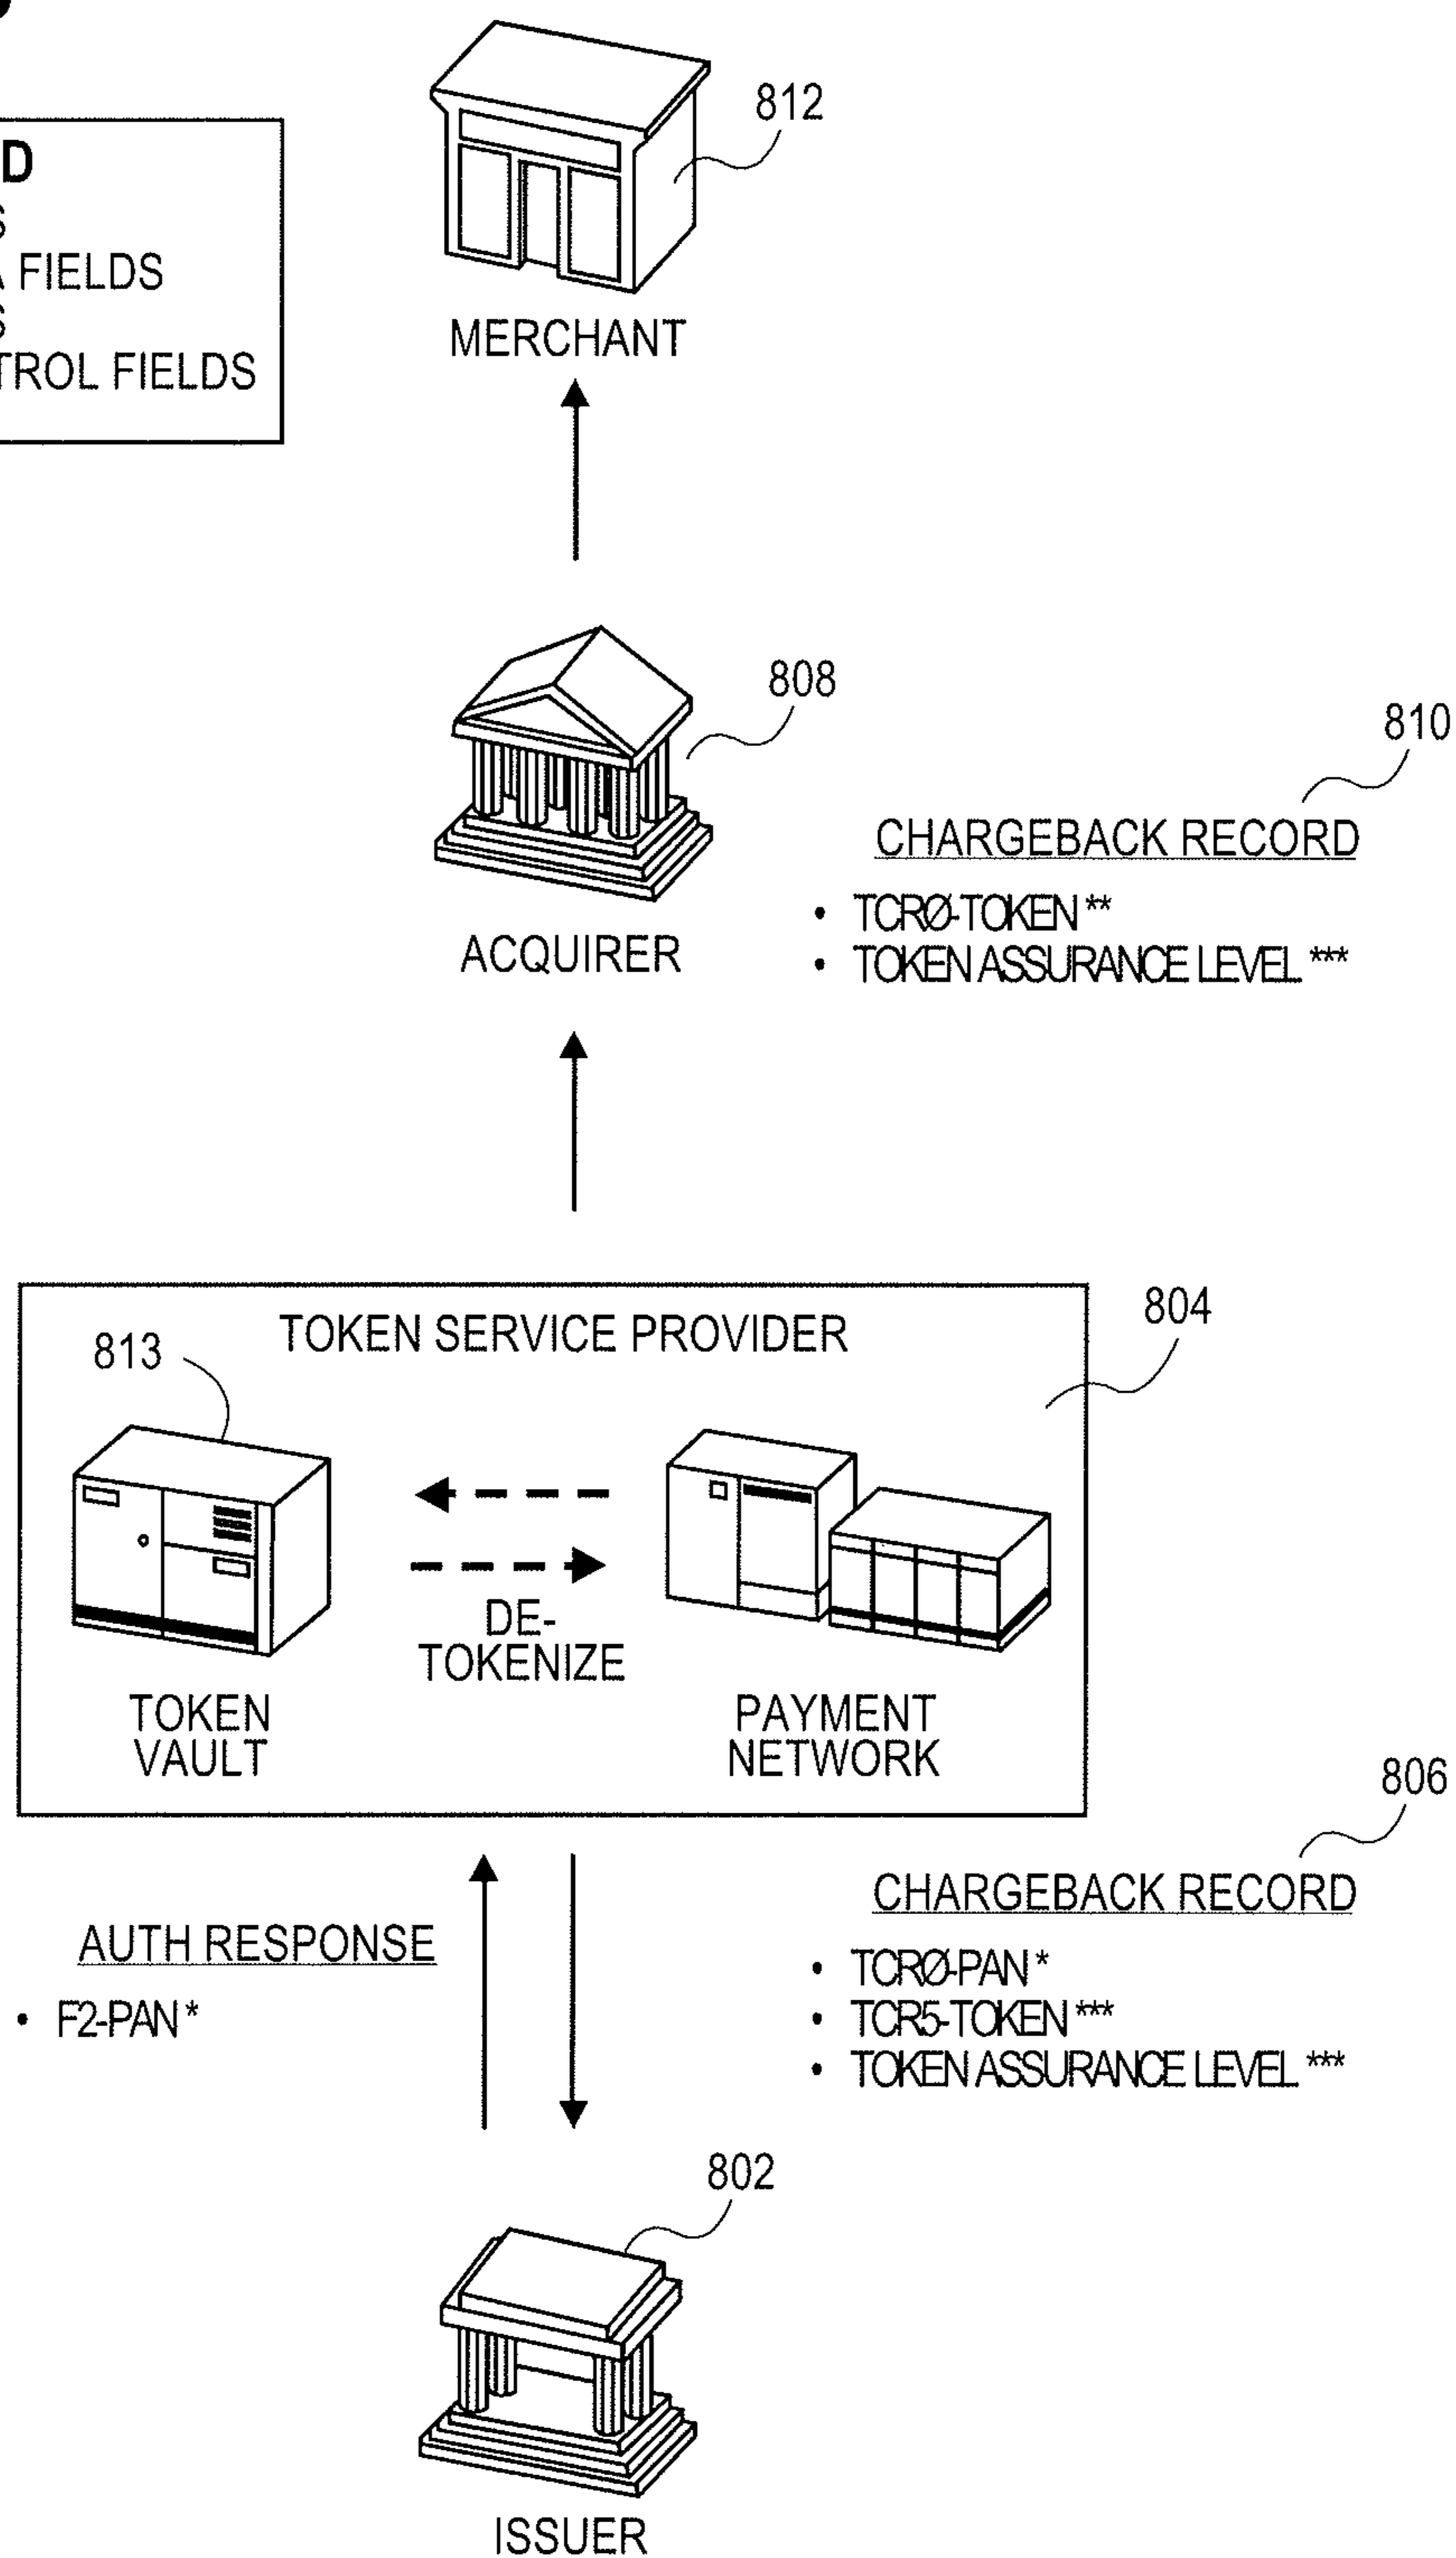 812
D
S
A FIELDS
S
TROL FIELDS
MERCHANT
808
810
CHARGEBACK RECORD
• TCRØ-TOKEN **
• TOKEN ASSURANCE LEVEL ***
ACQUIRER
804
TOKEN SERVICE PROVIDER
813
DE-
TOKENIZE
TOKEN
VAULT
PAYMENT
NETWORK
806
CHARGEBACK RECORD
• TCRØ-PAN *
• TCR5-TOKEN ***
• TOKEN ASSURANCE LEVEL ***
AUTH RESPONSE
• F2-PAN *
802
ISSUER